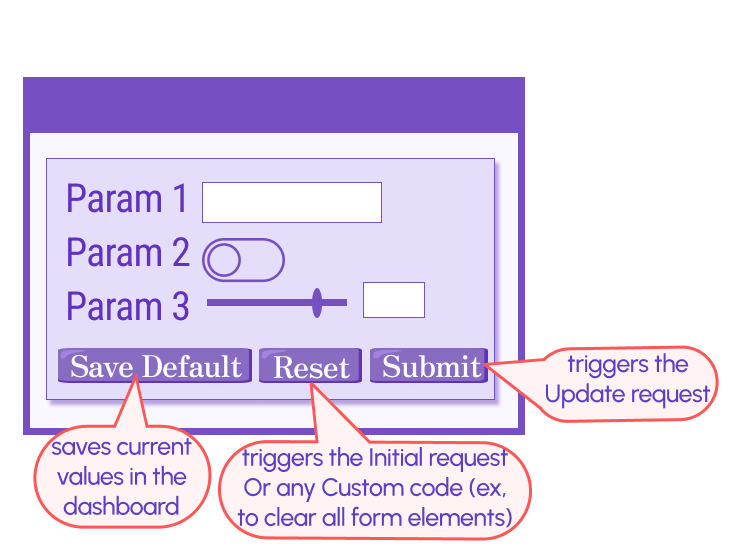 Param 1
Param 2
Param 3
Save Default Reset Submit
triggers the
Update request
saves current
values in the
dashboard
triggers the Initial request
Or any Custom code (ex,
to clear all form elements)